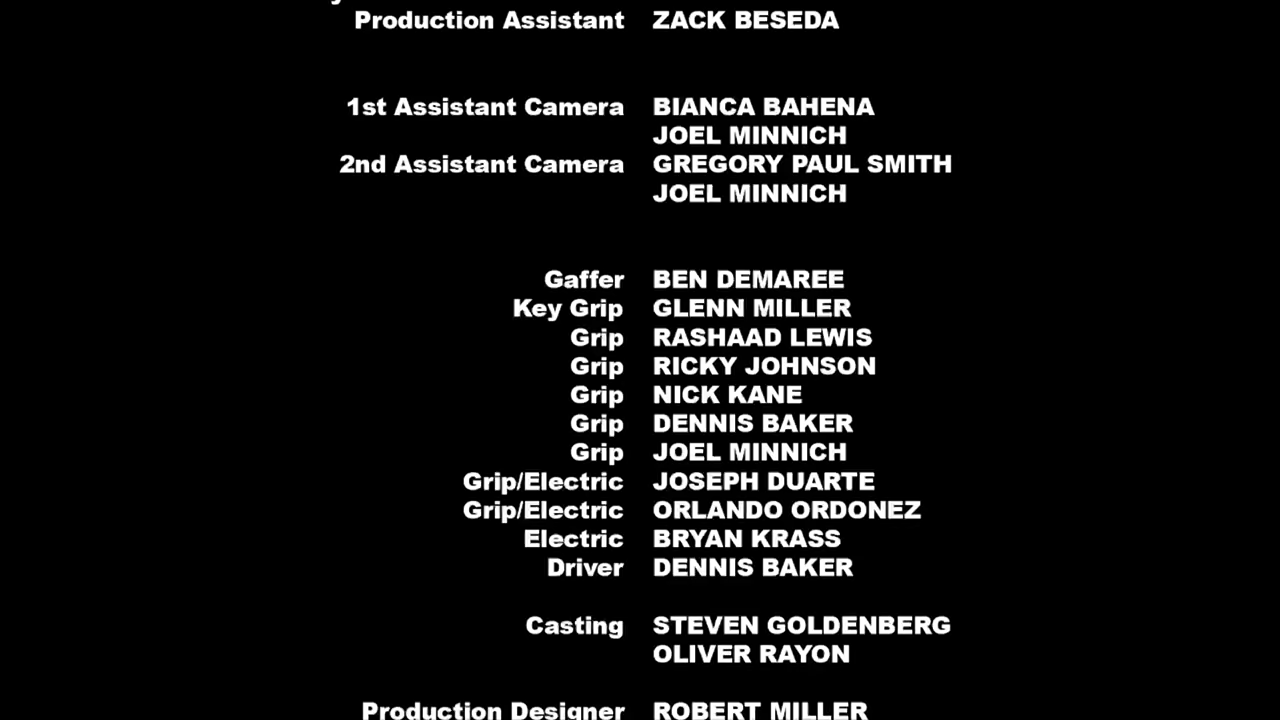 Production Assistant ZACK BESEDA
1st Assistant Camera BIANCA BAHENA
JOEL MINNICH
2nd Assistant Camera GREGORY PAUL SMITH
JOEL MINNICH
Gaffer BEN DEMAREE
Key Grip GLENN MILLER
Grip RASHAAD LEWIS
Grip RICKY JOHNSON
Grip NICK KANE
Grip DENNIS BAKER
Grip JOEL MINNICH
Grip/Electric JOSEPH DUARTE
Grip/Electric ORLANDO ORDONEZ
Electric BRYAN KRASS
Driver DENNIS BAKER
Casting STEVEN GOLDENBERG
OLIVER RAYON
Production Designer ROBERT MILLER